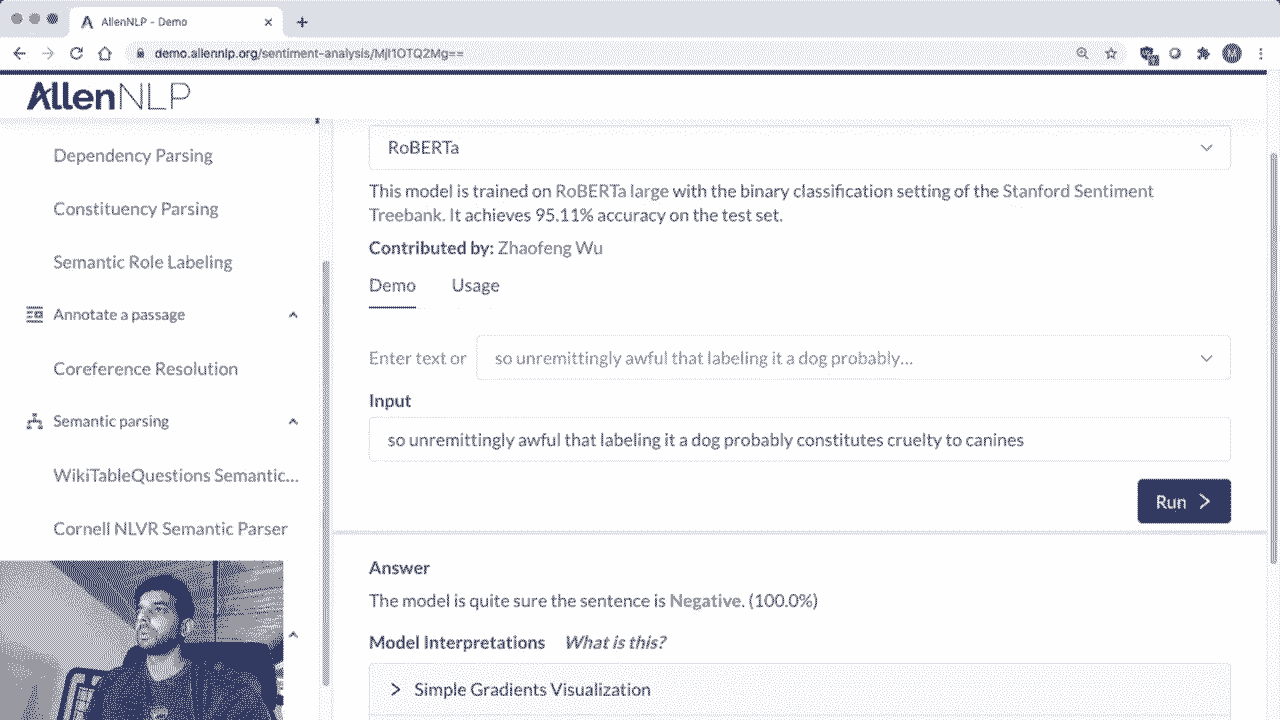 AllenNLP - Demo
demo.allennlp.org/sentiment-analysis/MjI1OTQ2Mg==
M
AllenNLP
Dependency Parsing
Constituency Parsing
Semantic Role Labeling
Annotate a passage
Coreference Resolution
Semantic parsing
WikiTableQuestions Semantic...
Cornell NLVR Semantic Parser
RoBERTa
This model is trained on RoBERTa large with the binary classification setting of the Stanford Sentiment
Treebank. It achieves 95.11% accuracy on the test set.
Contributed by: Zhaofeng Wu
Demo Usage
Enter text or so unremittingly awful that labeling it a dog probably...
Input
so unremittingly awful that labeling it a dog probably constitutes cruelty to canines
Run
Answer
The model is quite sure the sentence is Negative. (100.0%)
Model Interpretations What is this?
Simple Gradients Visualization